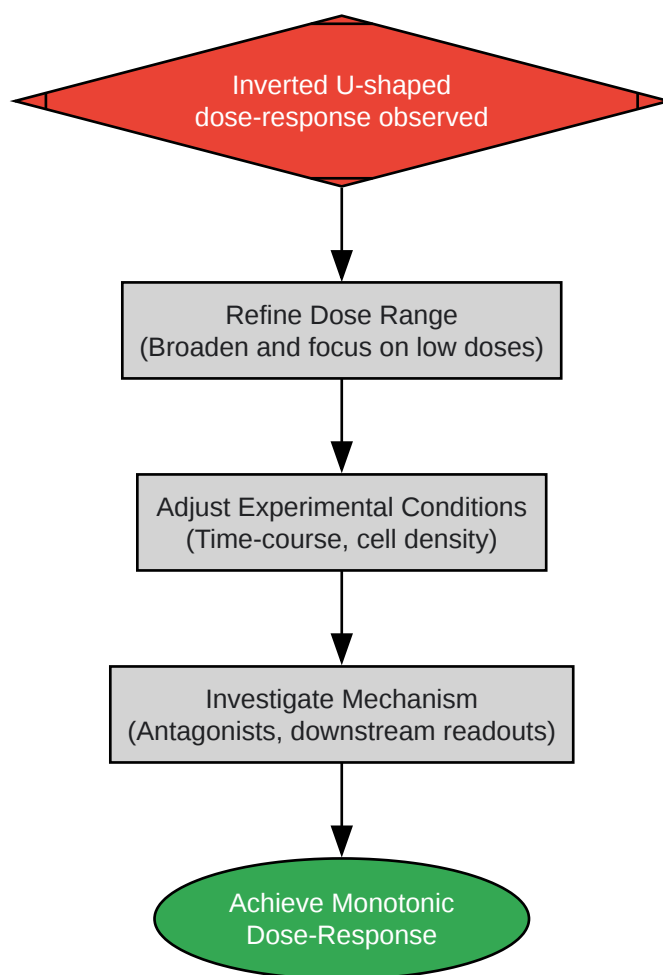 Inverted U-shaped
dose-response observed
Refine Dose Range
(Broaden and focus on low doses)
Adjust Experimental Conditions
(Time-course, cell density)
Investigate Mechanism
(Antagonists, downstream readouts)
Achieve Monotonic
Dose-Response